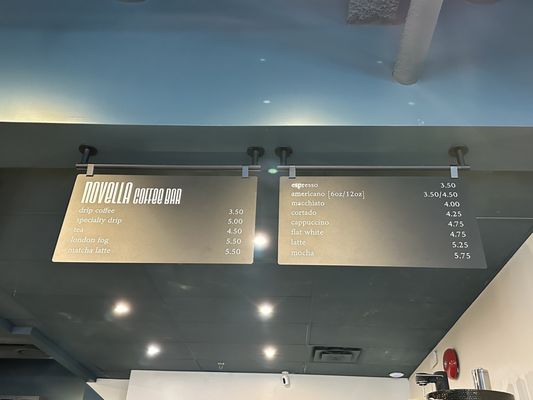 NOVELLA COFFEE BAR
drip coffee 3.50
specialty drip 5.00
tea 4.50
london fog 5.50
matcha latte 5.50
espresso 3.50
americano [6oz/12oz] 3.50/4.50
macchiato 4.00
cortado 4.25
cappuccino 4.75
flat white 4.75
latte 5.25
mocha 5.75